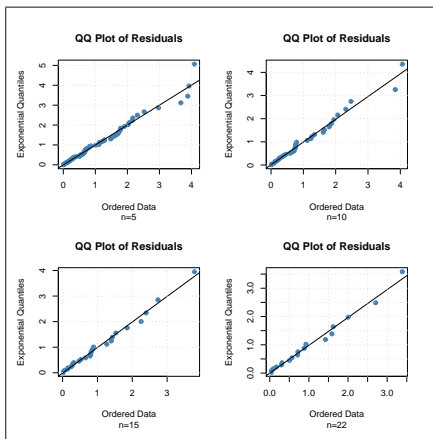 QQ Plot of Residuals
Exponential Quantiles
0 1 2 3 4 5
0 1 2 3 4
Ordered Data
n=5
QQ Plot of Residuals
Exponential Quantiles
0 1 2 3 4
0 1 2 3 4
Ordered Data
n=10
QQ Plot of Residuals
Exponential Quantiles
0 1 2 3 4
0 1 2 3
Ordered Data
n=15
QQ Plot of Residuals
Exponential Quantiles
0.0 1.0 2.0 3.0
0.0 0.5 1.0 1.5 2.0 2.5 3.0 3.5
Ordered Data
n=22